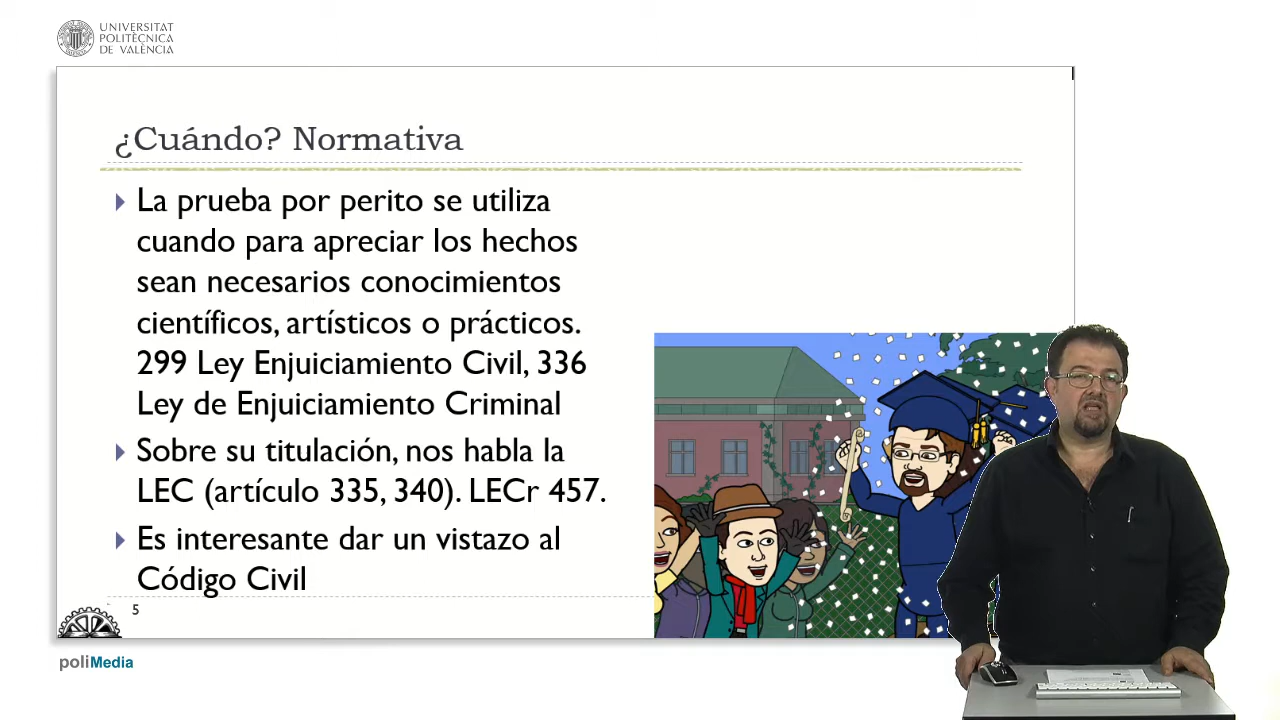 UNIVERSITAT
POLITÈCNICA
DE VALÈNCIA
¿Cuándo? Normativa
La prueba por perito se utiliza
cuando para apreciar los hechos
sean necesarios conocimientos
científicos, artísticos o prácticos.
299 Ley Enjuiciamiento Civil, 336
Ley de Enjuiciamiento Criminal
Sobre su titulación, nos habla la
LEC (artículo 335, 340). LECr 457.
Es interesante dar un vistazo al
Código Civil
5
poliMedia